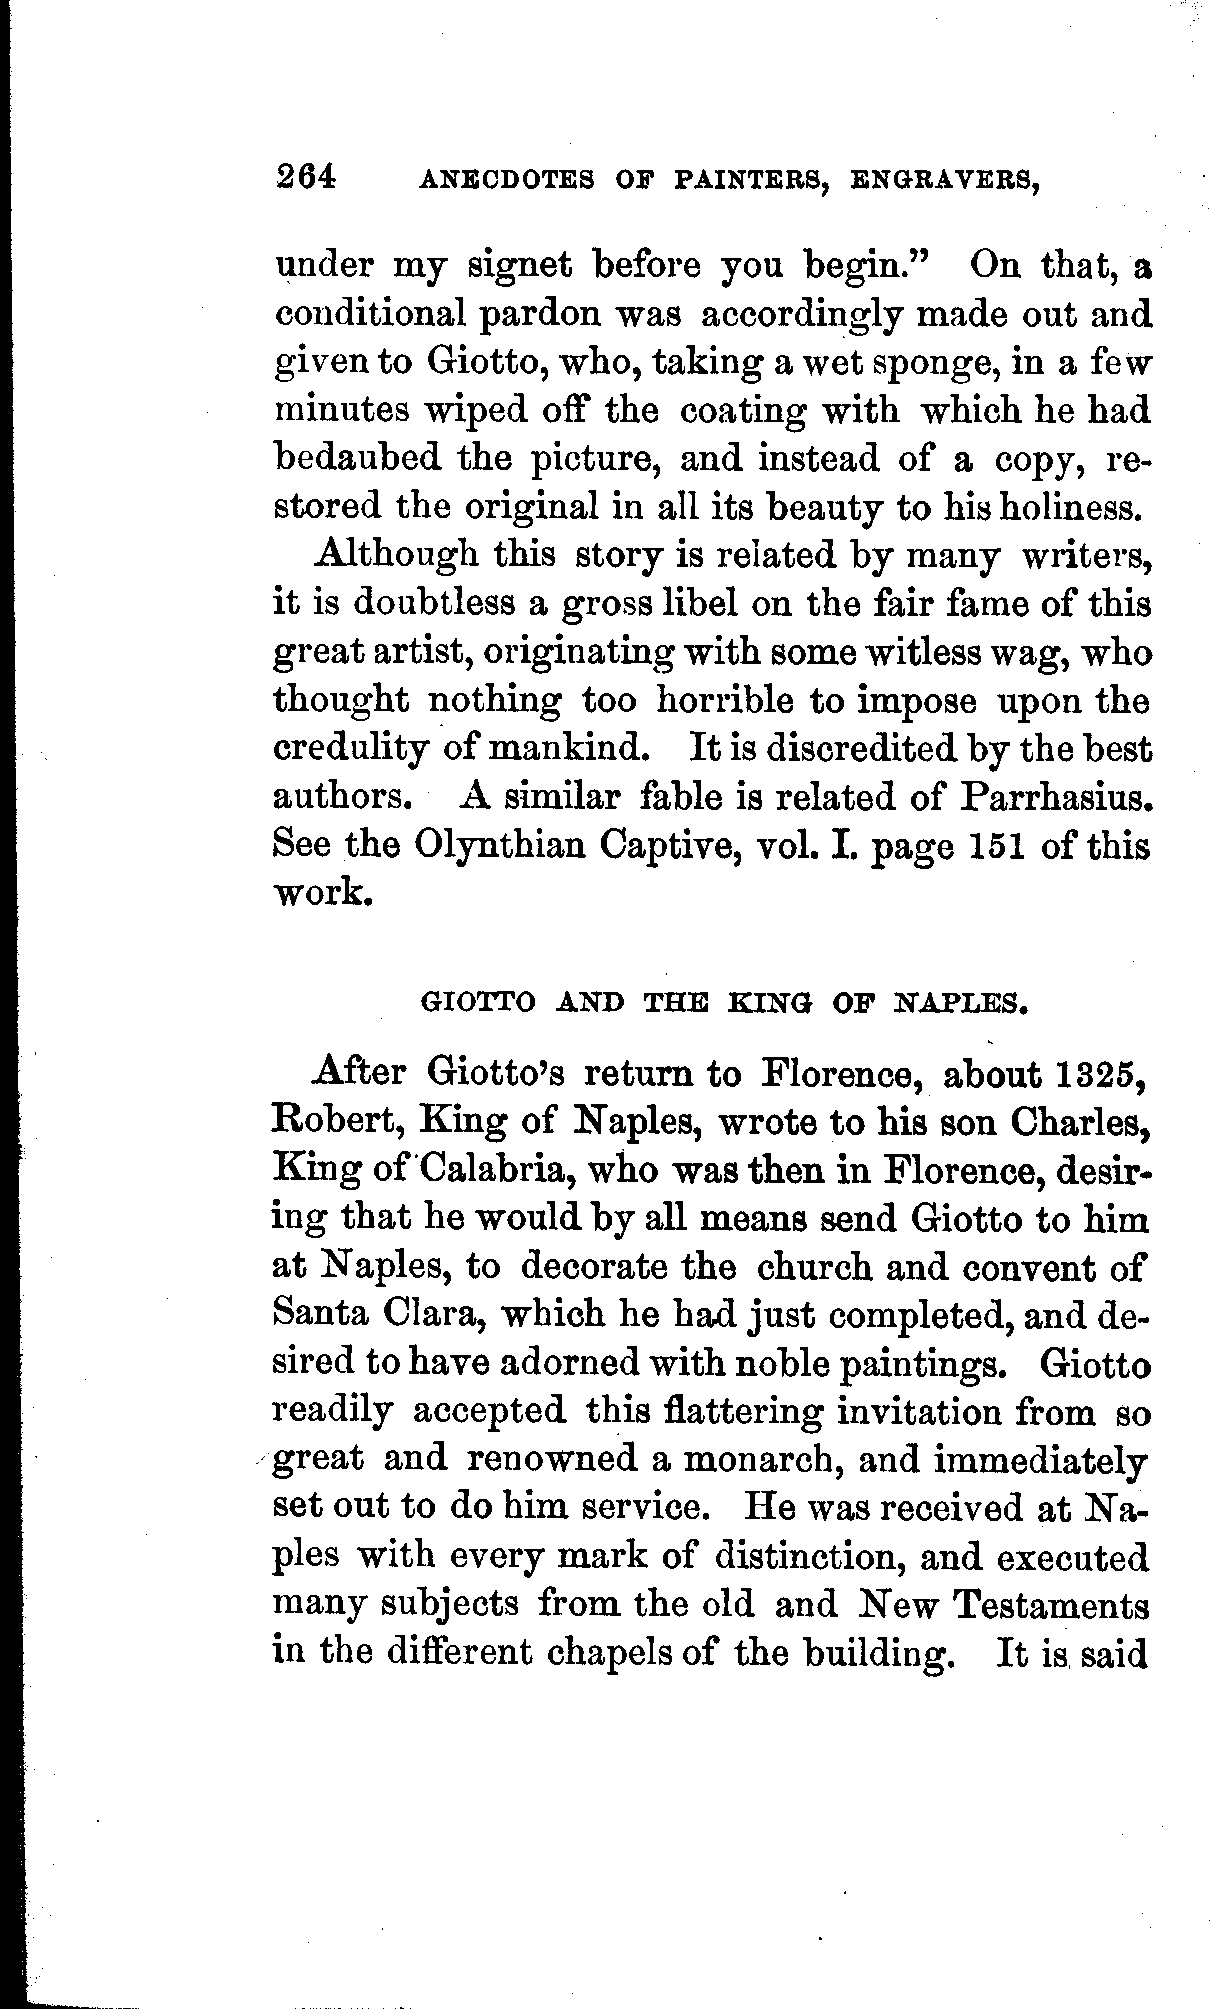 264 ANECDOTES OF PAINTERS, ENGRAVERS,
under my signet before you begin.” On that, a
conditional pardon was accordingly made out and
given to Giotto, who, taking a wet sponge, in a few
minutes wiped off the coating with which he had
bedaubed the picture, and instead of a copy, re-
stored the original in all its beauty to his holiness.
Although this story is related by many writers,
it is doubtless a gross libel on the fair fame of this
great artist, originating with some witless wag, who
thought nothing too horrible to impose upon the
credulity of mankind. It is discredited by the best
authors. A similar fable is related of Parrhasius.
See the Olynthian Captive, vol. I. page 151 of this
work.
GIOTTO AND THE KING OF NAPLES.
After Giotto’s return to Florence, about 1325,
Robert, King of Naples, wrote to his son Charles,
King of Calabria, who was then in Florence, desir-
ing that he would by all means send Giotto to him
at Naples, to decorate the church and convent of
Santa Clara, which he had just completed, and de-
sired to have adorned with noble paintings. Giotto
readily accepted this flattering invitation from so
great and renowned a monarch, and immediately
set out to do him service. He was received at Na-
ples with every mark of distinction, and executed
many subjects from the old and New Testaments
in the different chapels of the building. It is said